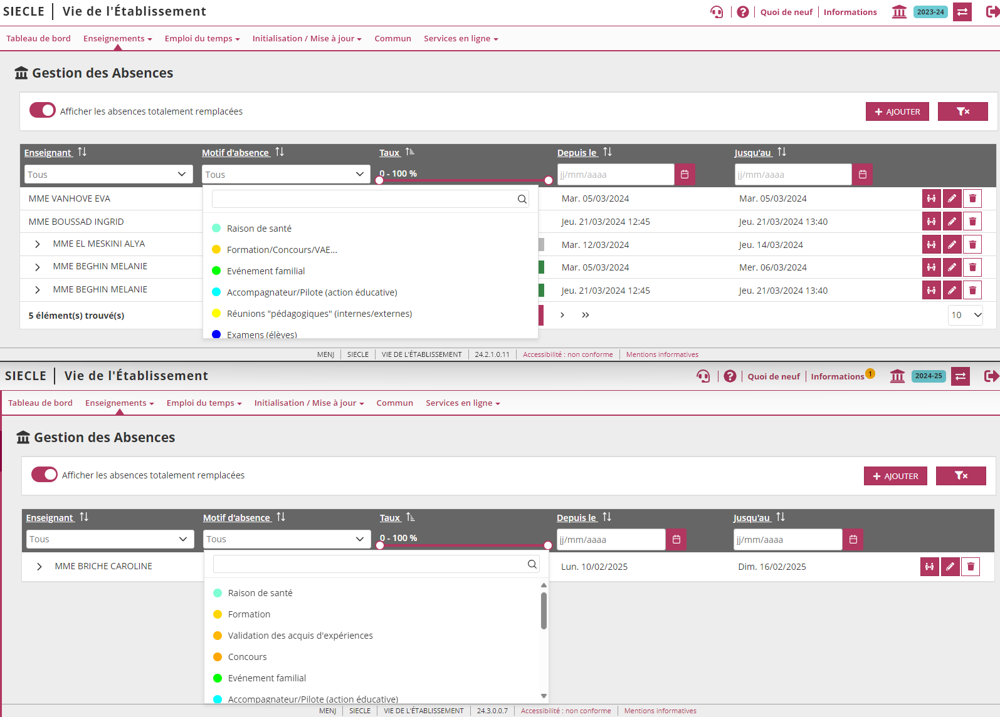 SIECLE | Vie de l'Établissement
? | Quoi de neuf | Informations 2023-24
Tableau de bord Enseignements Emploi du temps Initialisation / Mise à jour Commun Services en ligne
Gestion des Absences
Afficher les absences totalement remplacées
+ AJOUTER
Enseignant Motif d'absence Taux Depuis le Jusqu'au
Tous Tous 0 - 100 % jj/mm/aaaa jj/mm/aaaa
MME VANHOVE EVA Mar. 05/03/2024 Mar. 05/03/2024
MME BOUSSAD INGRID Jeu. 21/03/2024 12:45 Jeu. 21/03/2024 13:40
MME EL MESKINI ALYA Mar. 12/03/2024 Jeu. 14/03/2024
MME BEGHIN MELANIE Mar. 05/03/2024 Mer. 06/03/2024
MME BEGHIN MELANIE Jeu. 21/03/2024 12:45 Jeu. 21/03/2024 13:40
5 élément(s) trouvé(s) › » 10
Raison de santé
Formation/Concours/VAE...
Evénement familial
Accompagnateur/Pilote (action éducative)
Réunions "pédagogiques" (internes/externes)
Examens (élèves)
MENJ | SIECLE | VIE DE L'ÉTABLISSEMENT | 24.2.1.0.11 | Accessibilité : non conforme | Mentions informatives
SIECLE | Vie de l'Établissement
? | Quoi de neuf | Informations 1 2024-25
Tableau de bord Enseignements Emploi du temps Initialisation / Mise à jour Commun Services en ligne
Gestion des Absences
Afficher les absences totalement remplacées
+ AJOUTER
Enseignant Motif d'absence Taux Depuis le Jusqu'au
Tous Tous 0 - 100 % jj/mm/aaaa jj/mm/aaaa
MME BRICHE CAROLINE Lun. 10/02/2025 Dim. 16/02/2025
Raison de santé
Formation
Validation des acquis d'expériences
Concours
Evénement familial
Accompagnateur/Pilote (action éducative)
MENJ | SIECLE | VIE DE L'ÉTABLISSEMENT | 24.3.0.0.7 | Accessibilité : non conforme | Mentions informatives